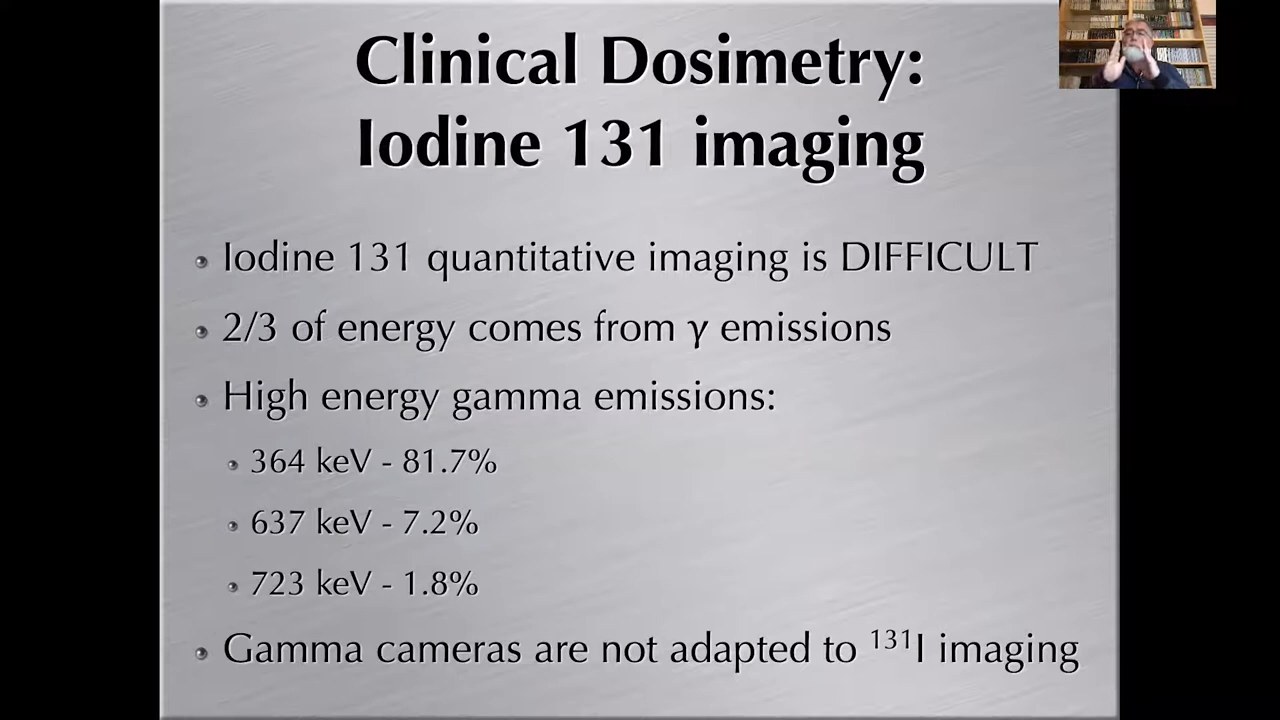 Clinical Dosimetry:
Iodine 131 imaging
Iodine 131 quantitative imaging is DIFFICULT
2/3 of energy comes from γ emissions
High energy gamma emissions:
364 keV - 81.7%
637 keV - 7.2%
723 keV - 1.8%
Gamma cameras are not adapted to ¹³¹I imaging